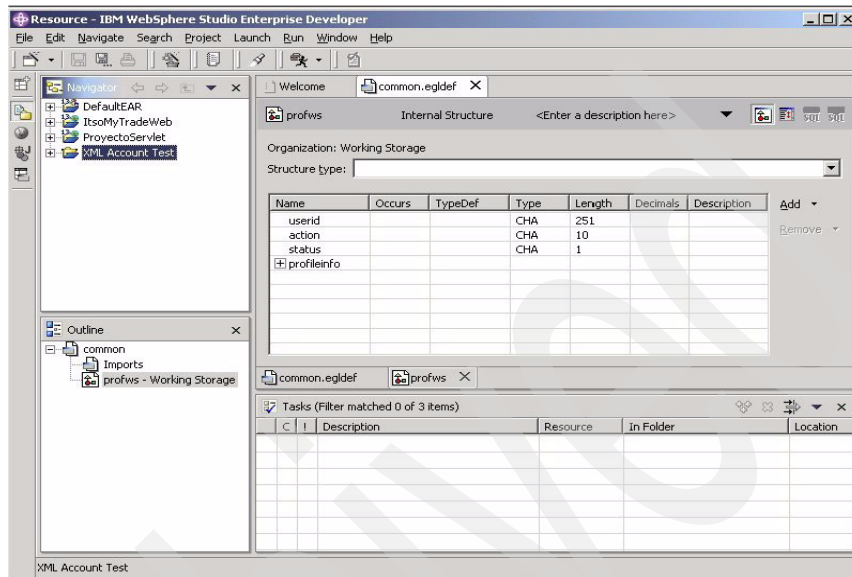 Resource - IBM WebSphere Studio Enterprise Developer
File Edit Navigate Search Project Launch Run Window Help
Navigator
DefaultEAR
ItsoMyTradeWeb
ProyectoServlet
XML Account Test
Welcome
common.egldef
profws
Internal Structure
<Enter a description here>
SQL SQL
Organization: Working Storage
Structure type:
Name Occurs TypeDef Type Length Decimals Description
userid CHA 251
action CHA 10
status CHA 1
profileinfo
Add
Remove
common.egldef
profws
Outline
common
Imports
profws - Working Storage
Tasks (Filter matched 0 of 3 items)
C ! Description Resource In Folder Location
XML Account Test